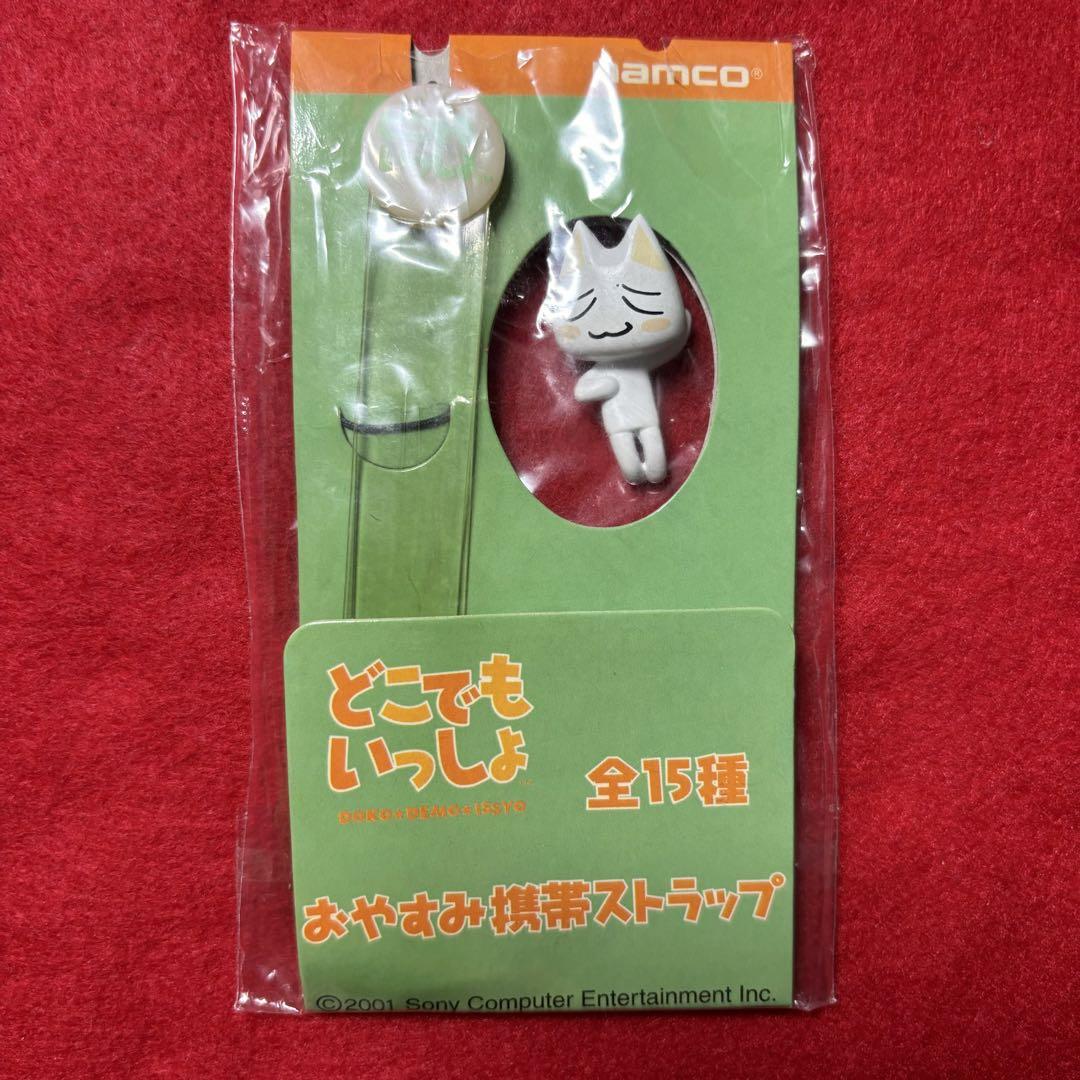 namco®
どこでも
いっしょ
DOKO★DEMO★ISSYO
全15種
おやすみ携帯ストラップ
©2001 Sony Computer Entertainment Inc.